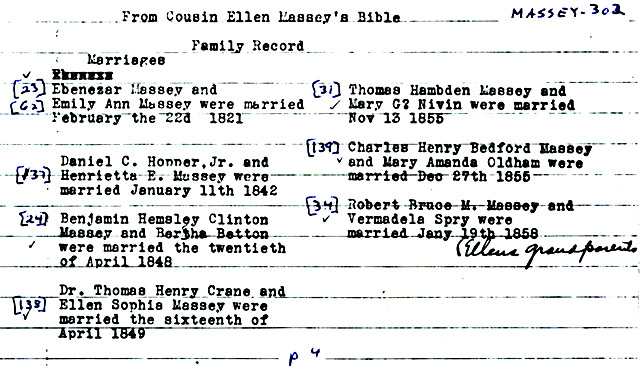 MASSEY-302
From Cousin Ellen Massey's Bible
Family Record
Marriages
[23] Ebenezar Massey and
[62] Emily Ann Massey were married
February the 22d 1821
[137] Daniel C. Hopper, Jr. and
Henrietta E. Massey were
married January 11th 1842
[24] Benjamin Hemsley Clinton
Massey and Bertha Betton
were married the twentieth
of April 1848
[138] Dr. Thomas Henry Crane and
Ellen Sophia Massey were
married the sixteenth of
April 1849
[31] Thomas Hambden Massey and
Mary G? Nivin were married
Nov 13 1855
[139] Charles Henry Bedford Massey
and Mary Amanda Oldham were
married Dec 27th 1855
[34] Robert Bruce M. Massey and
Vermadela Spry were
married Jany 19th 1858
(Ellens grandparents
p 4